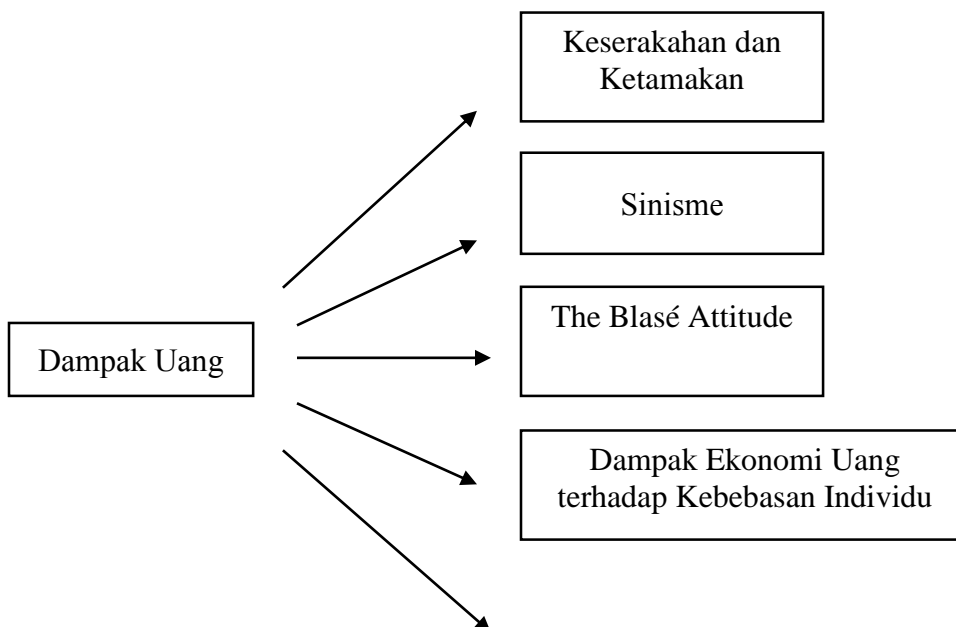 Keserakahan dan
Ketamakan
Sinisme
The Blasé Attitude
Dampak Uang
Dampak Ekonomi Uang
terhadap Kebebasan Individu